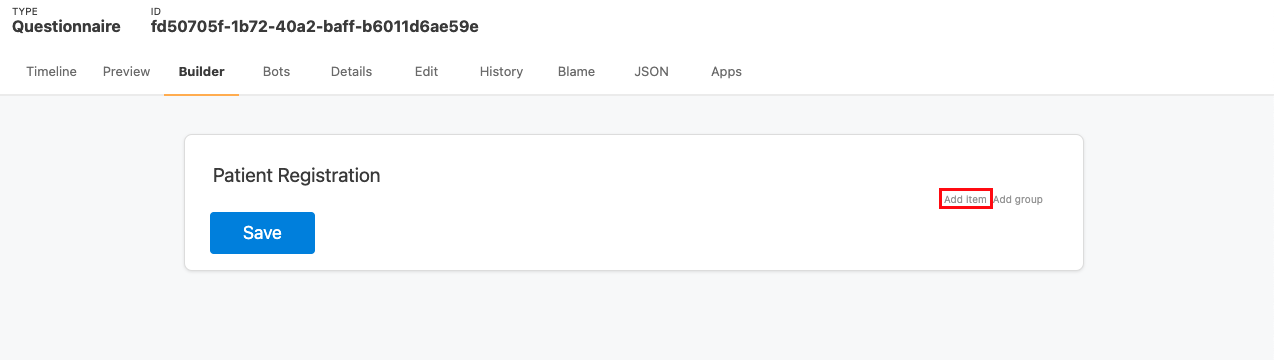 TYPE ID
Questionnaire fd50705f-1b72-40a2-baff-b6011d6ae59e
Timeline Preview Builder Bots Details Edit History Blame JSON Apps
Patient Registration
Add item Add group
Save